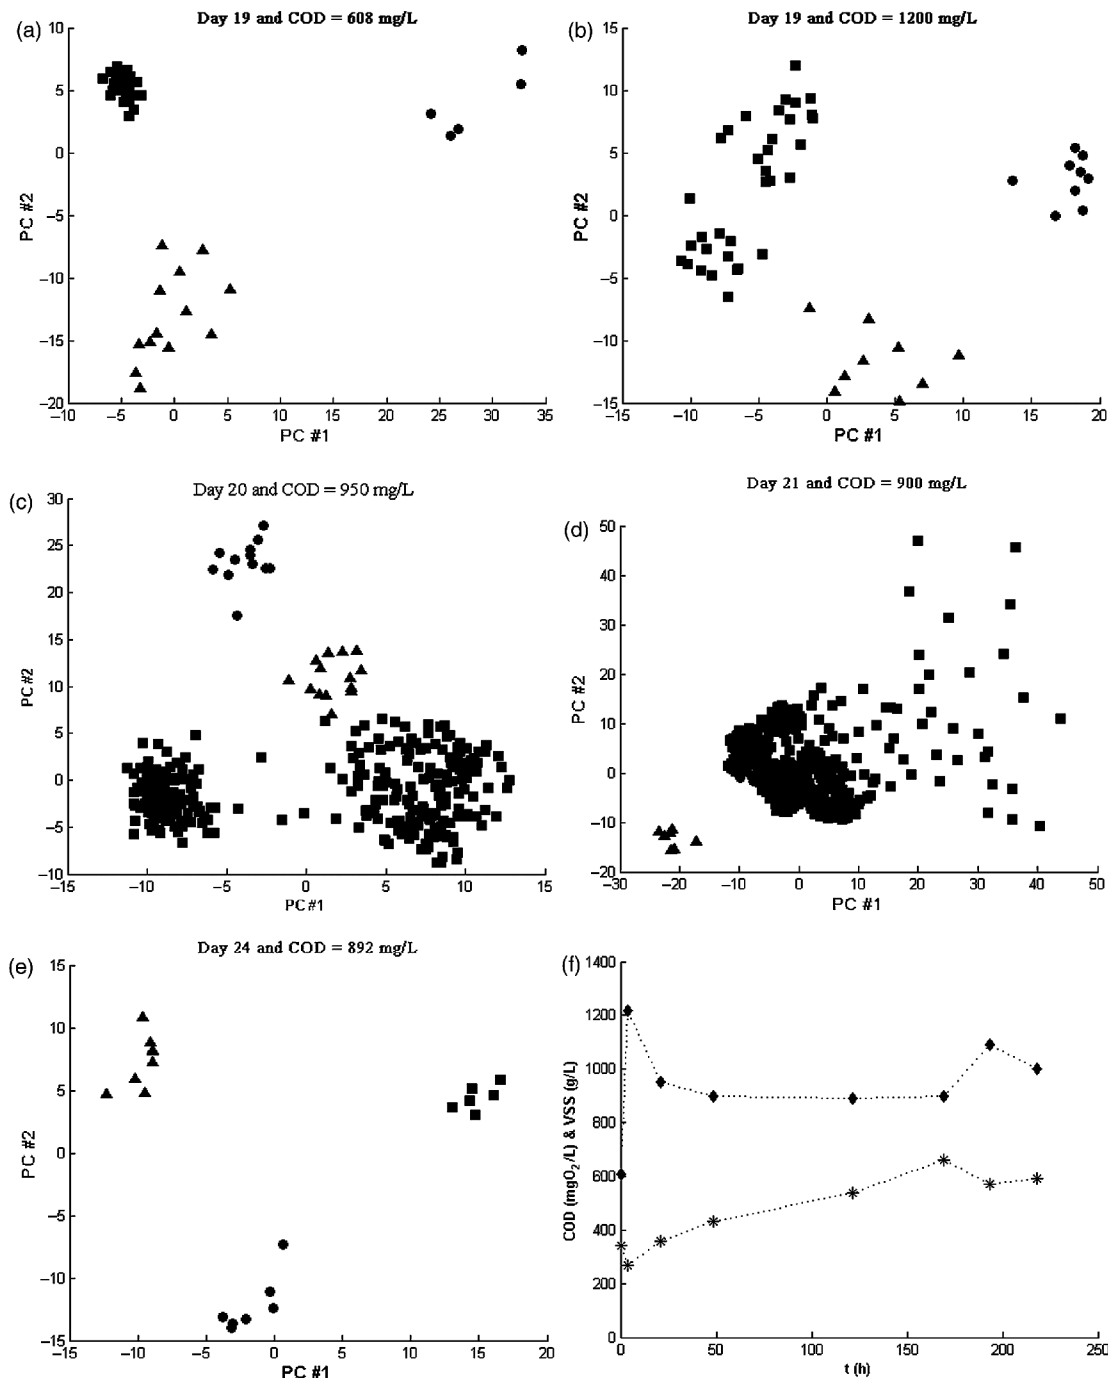 (a)
Day 19 and COD = 608 mg/L
10
5
0
−5
−10
−15
−20
PC #2
−10 −5 0 5 10 15 20 25 30 35
PC #1
(b)
Day 19 and COD = 1200 mg/L
15
10
5
0
−5
−10
−15
PC #2
−15 −10 −5 0 5 10 15 20
PC #1
(c)
Day 20 and COD = 950 mg/L
30
25
20
15
10
5
0
−5
−10
PC #2
−15 −10 −5 0 5 10 15
PC #1
(d)
Day 21 and COD = 900 mg/L
50
40
30
20
10
0
−10
−20
PC #2
−30 −20 −10 0 10 20 30 40 50
PC #1
(e)
Day 24 and COD = 892 mg/L
15
10
5
0
−5
−10
−15
PC #2
−15 −10 −5 0 5 10 15 20
PC #1
(f)
1400
1200
1000
800
600
400
200
0
COD (mgO₂/L) & VSS (g/L)
0 50 100 150 200 250
t (h)